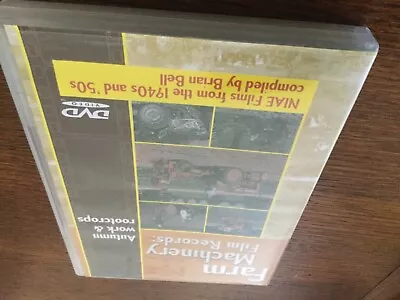 Farm
Machinery
Film Records:
Autumn
work &
rootcrops
DVD
VIDEO
NIAE Films from the 1940s and '50s
compiled by Brian Bell